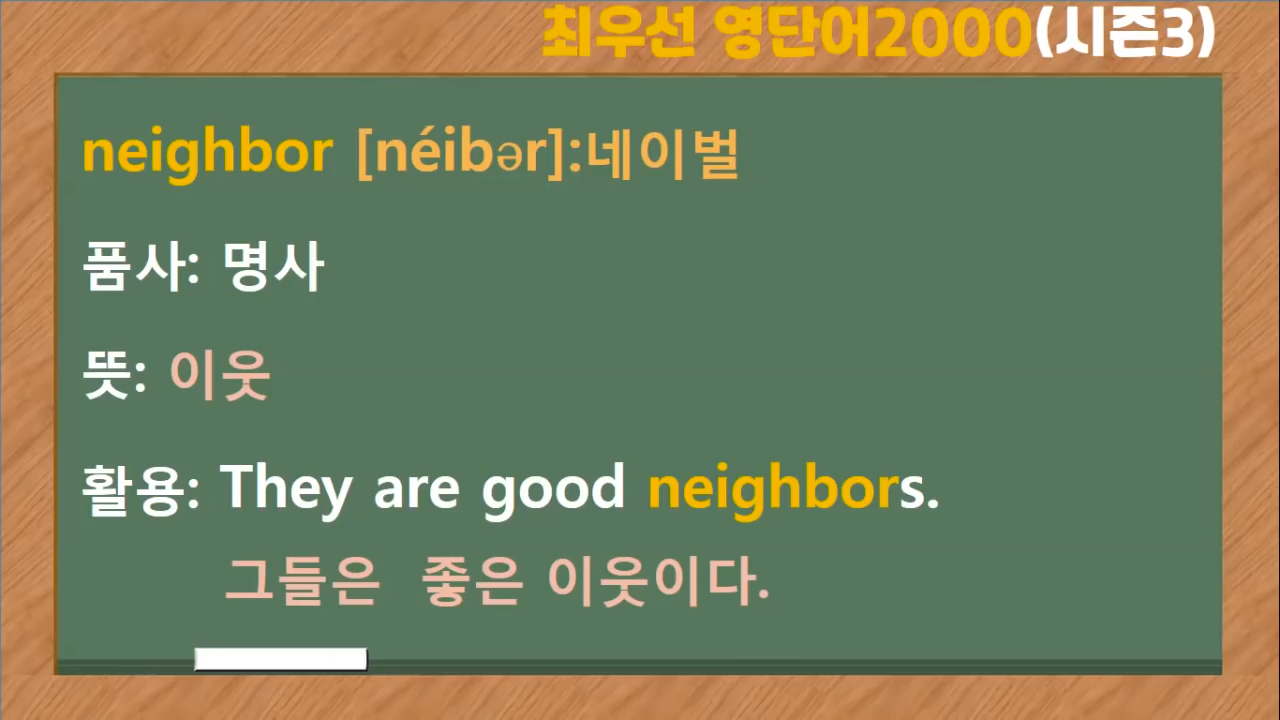 최우선 영단어2000(시즌3)
neighbor [néibər]:네이벌
품사: 명사
뜻: 이웃
활용: They are good neighbors.
그들은 좋은 이웃이다.